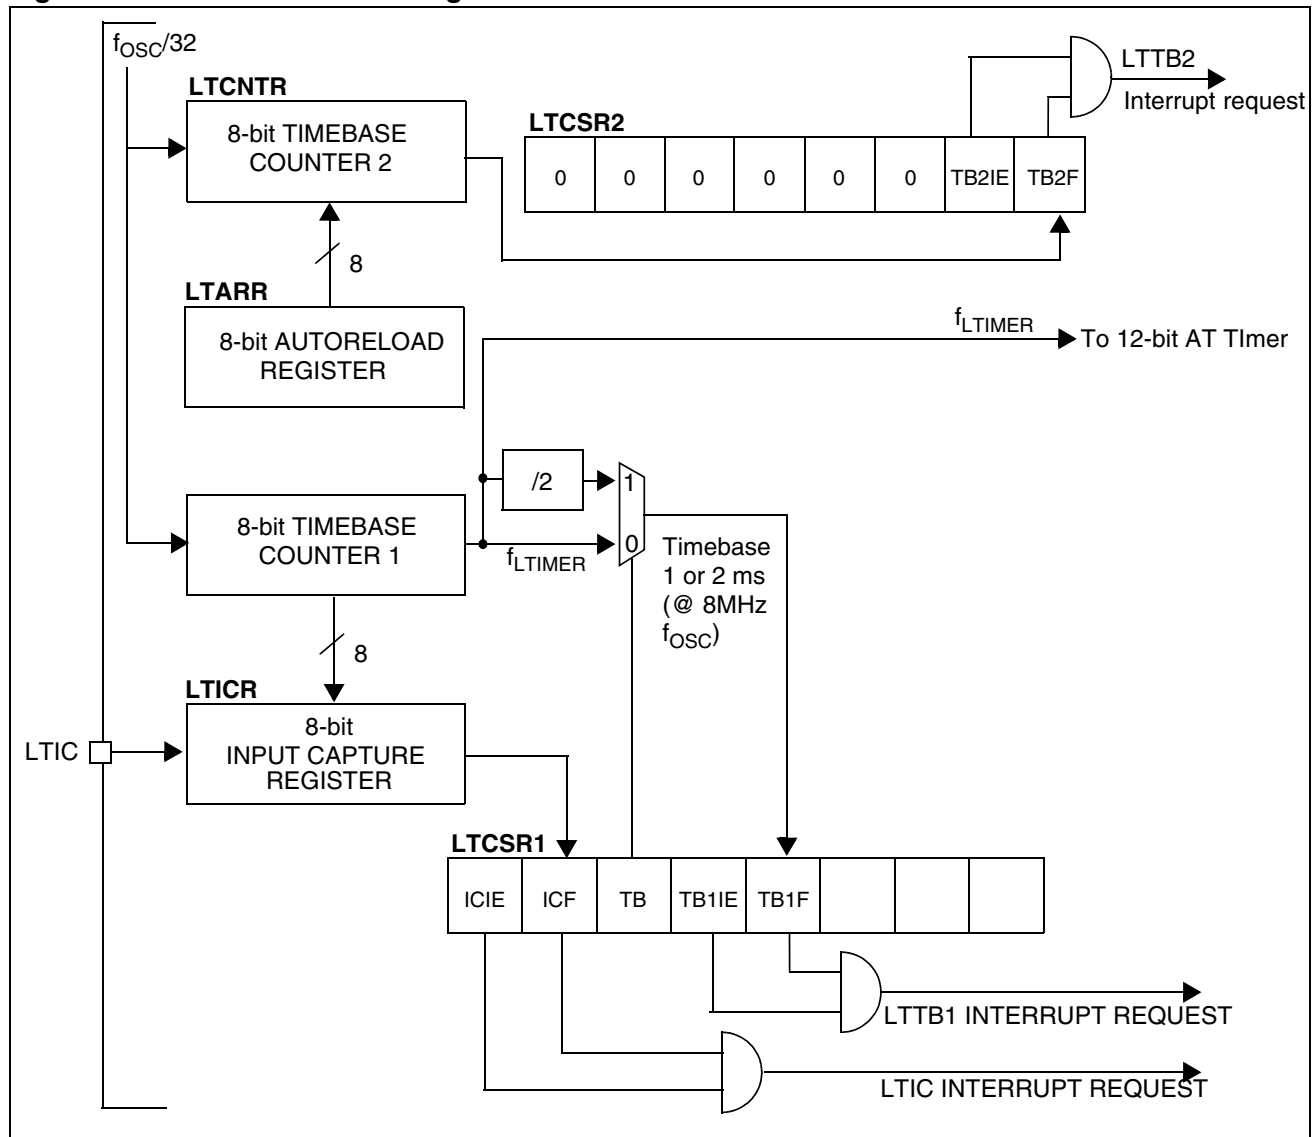 fOSC/32
LTCNTR
8-bit TIMEBASE
COUNTER 2
8
LTARR
8-bit AUTORELOAD
REGISTER
LTCSR2
0 0 0 0 0 0 TB2IE TB2F
LTTB2
Interrupt request
fLTIMER
To 12-bit AT TImer
8-bit TIMEBASE
COUNTER 1
/2
1
0
fLTIMER
Timebase
1 or 2 ms
(@ 8MHz
fOSC)
8
LTICR
8-bit
INPUT CAPTURE
REGISTER
LTIC
LTCSR1
ICIE ICF TB TB1IE TB1F
LTTB1 INTERRUPT REQUEST
LTIC INTERRUPT REQUEST